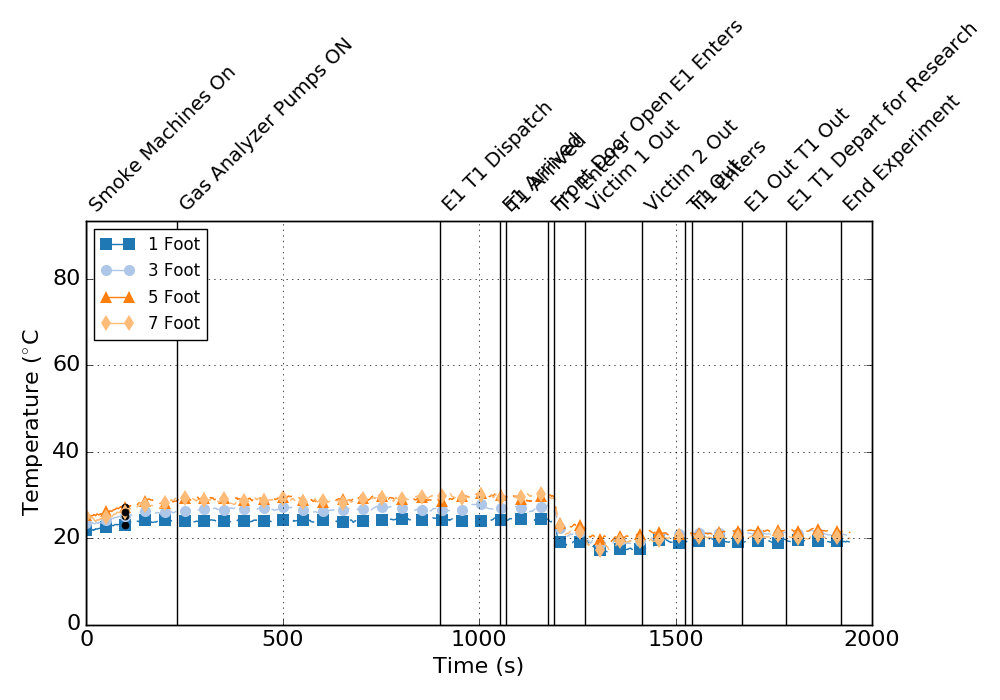 Smoke Machines On
Gas Analyzer Pumps ON
E1 T1 Dispatch
E1 Arrived
T1 Arrived
Front Door Open E1 Enters
T1 Enters
Victim 1 Out
Victim 2 Out
T1 Out
T1 Enters
E1 Out T1 Out
E1 T1 Depart for Research
End Experiment
1 Foot
3 Foot
5 Foot
7 Foot
Temperature (°C
80
60
40
20
0
0 500 1000 1500 2000
Time (s)